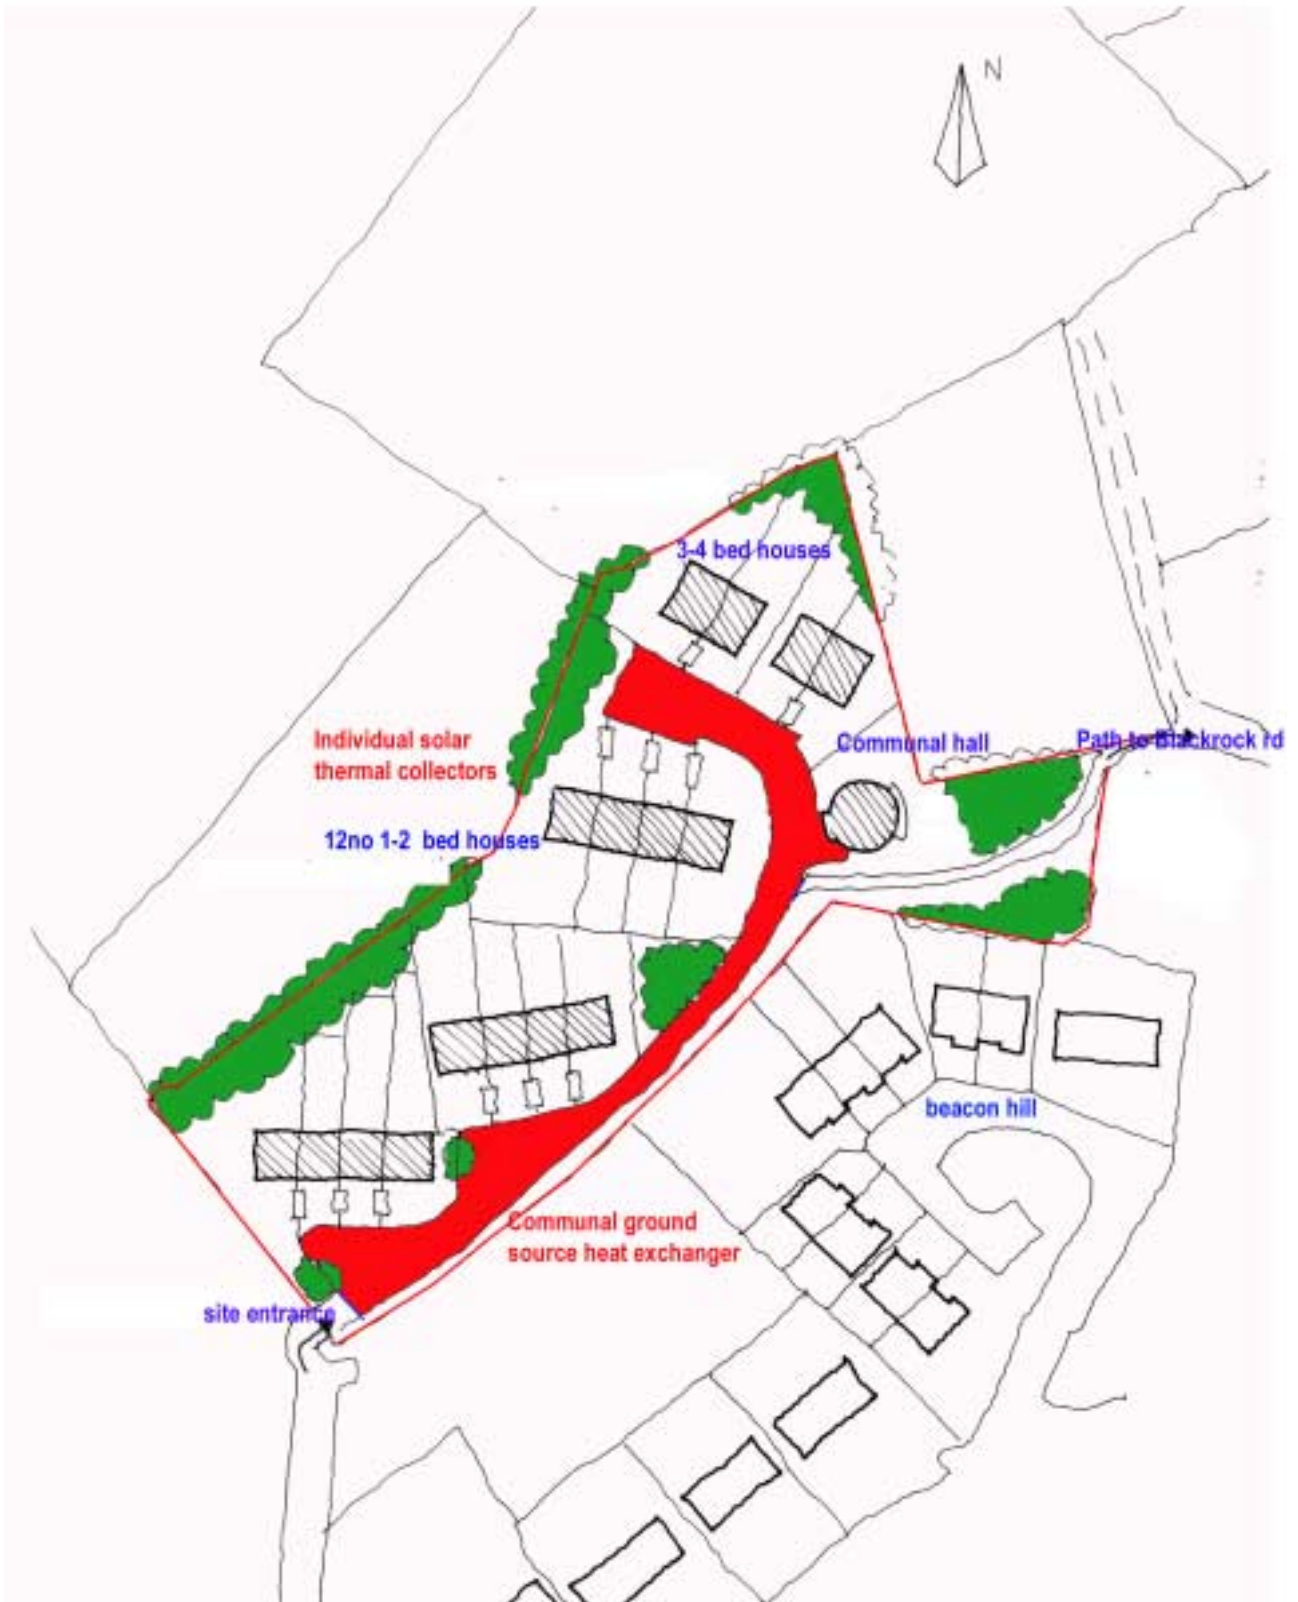 N
3-4 bed houses
Individual solar
thermal collectors
Communal hall
Path to Blackrock rd
12no 1-2 bed houses
beacon hill
Communal ground
source heat exchanger
site entrance